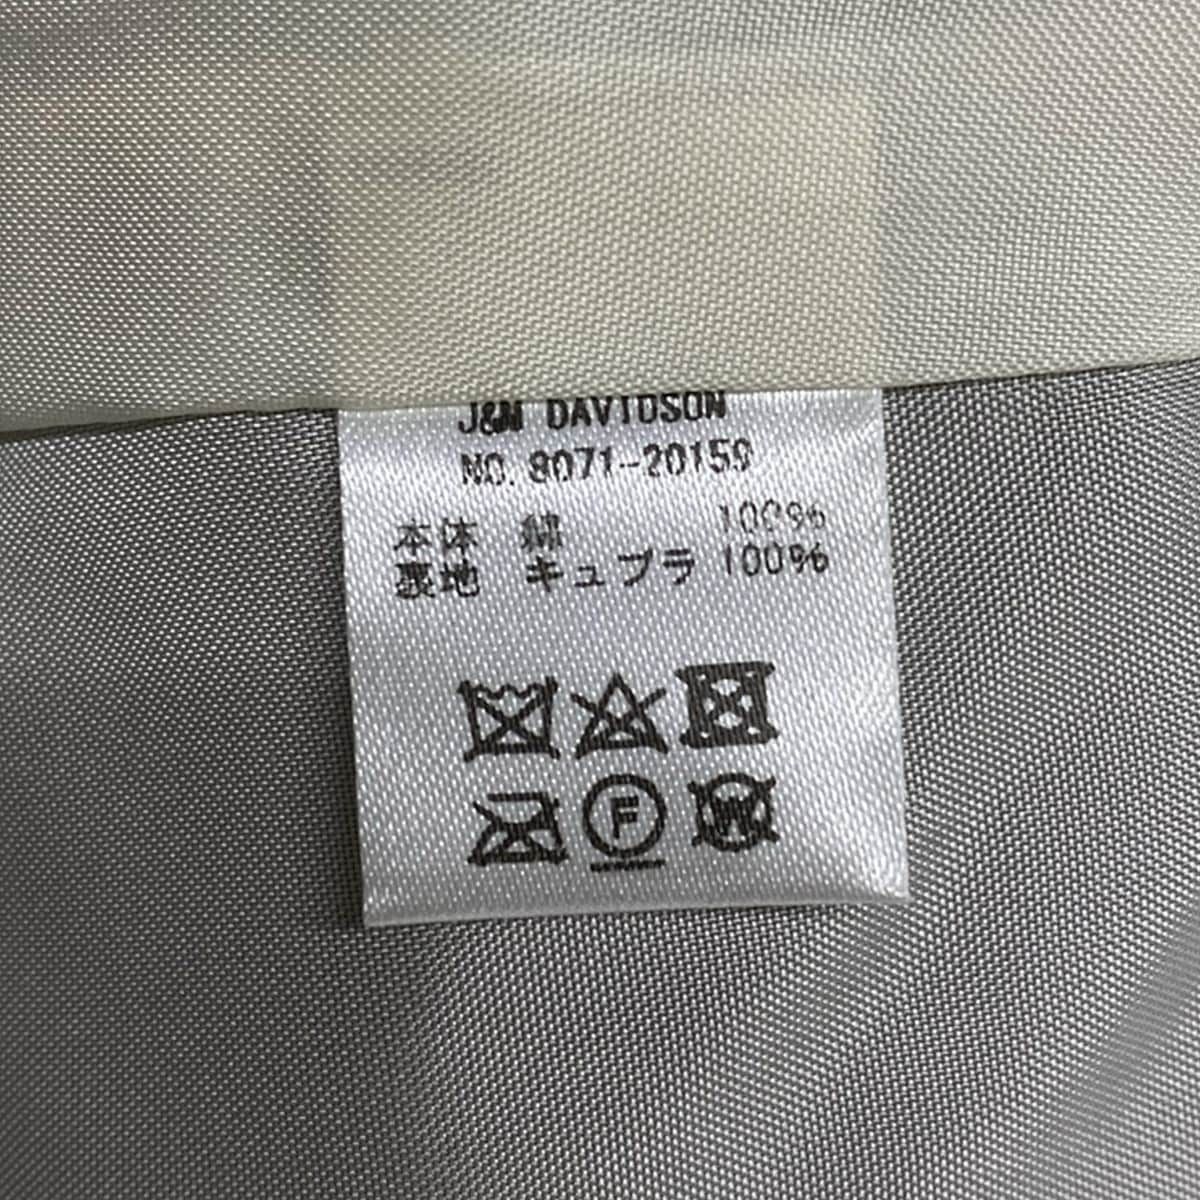 J&M DAVIDSON
NO. 8071-20159
本体 綿 100%
裏地 キュプラ 100%
F
W